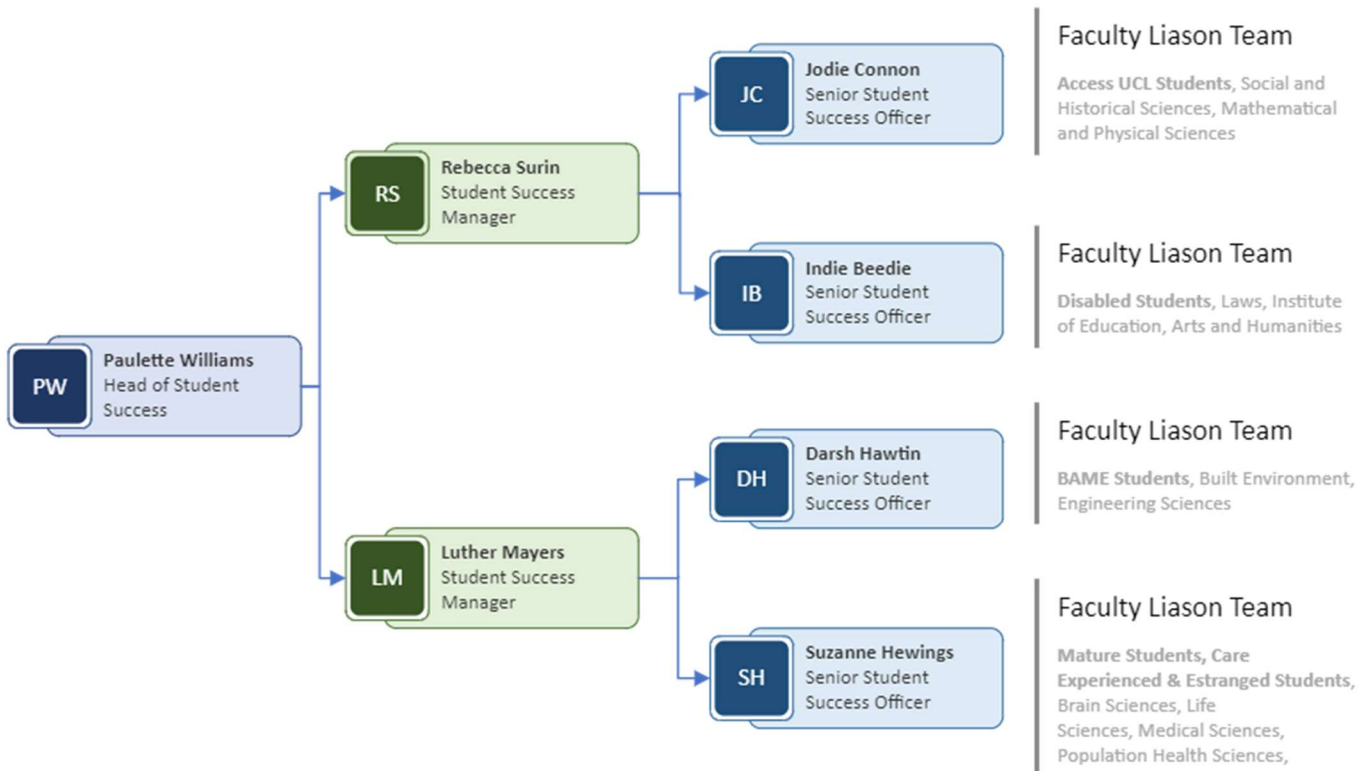 PW
Paulette Williams
Head of Student
Success
RS
Rebecca Surin
Student Success
Manager
LM
Luther Mayers
Student Success
Manager
JC
Jodie Connon
Senior Student
Success Officer
Faculty Liason Team
Access UCL Students, Social and
Historical Sciences, Mathematical
and Physical Sciences
IB
Indie Beedie
Senior Student
Success Officer
Faculty Liason Team
Disabled Students, Laws, Institute
of Education, Arts and Humanities
DH
Darsh Hawtin
Senior Student
Success Officer
Faculty Liason Team
BAME Students, Built Environment,
Engineering Sciences
SH
Suzanne Hewings
Senior Student
Success Officer
Faculty Liason Team
Mature Students, Care
Experienced & Estranged Students,
Brain Sciences, Life
Sciences, Medical Sciences,
Population Health Sciences,